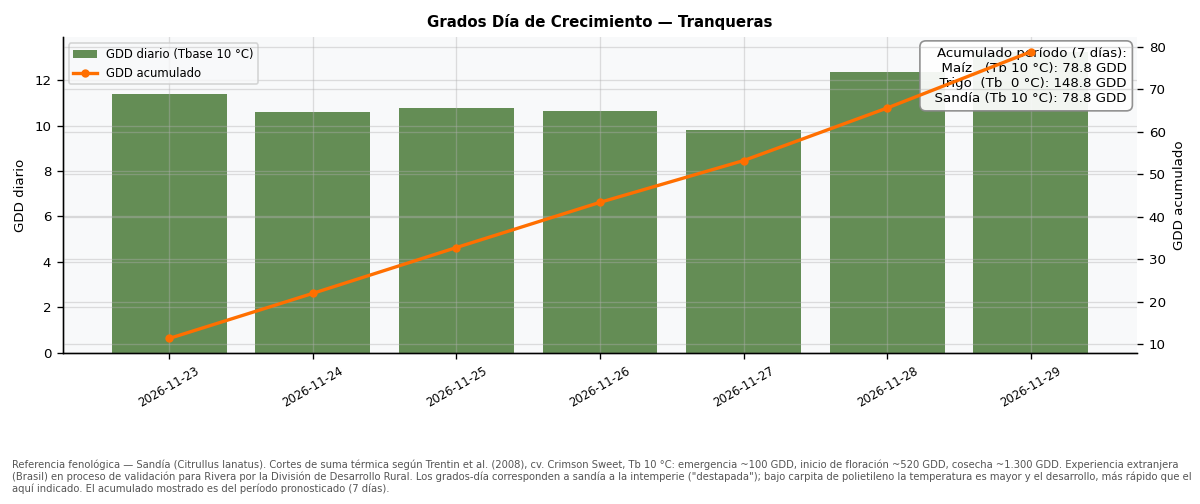 Grados Día de Crecimiento — Tranqueras
GDD diario (Tbase 10 °C)
GDD acumulado
Acumulado período (7 días):
Maíz (Tb 10 °C): 78.8 GDD
Trigo (Tb 0 °C): 148.8 GDD
Sandía (Tb 10 °C): 78.8 GDD
GDD diario
12
10
8
6
4
2
0
80
70
60
50
40
30
20
10
GDD acumulado
2026-11-23
2026-11-24
2026-11-25
2026-11-26
2026-11-27
2026-11-28
2026-11-29
Referencia fenológica — Sandía (Citrullus lanatus). Cortes de suma térmica según Trentin et al. (2008), cv. Crimson Sweet, Tb 10 °C: emergencia ~100 GDD, inicio de floración ~520 GDD, cosecha ~1.300 GDD. Experiencia extranjera
(Brasil) en proceso de validación para Rivera por la División de Desarrollo Rural. Los grados-día corresponden a sandía a la intemperie ("destapada"); bajo carpita de polietileno la temperatura es mayor y el desarrollo, más rápido que el
aquí indicado. El acumulado mostrado es del período pronosticado (7 días).